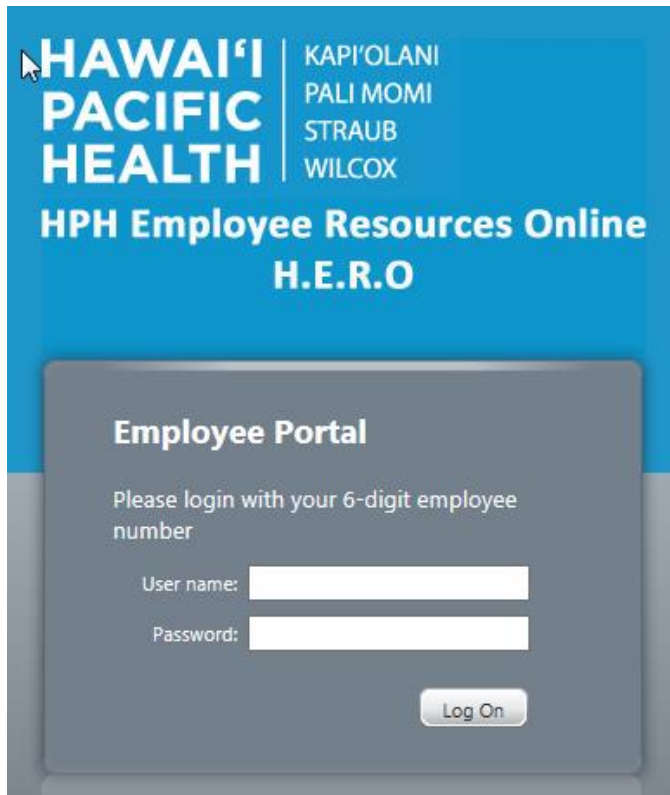 HAWAI‘I
PACIFIC
HEALTH
KAPI'OLANI
PALI MOMI
STRAUB
WILCOX
HPH Employee Resources Online
H.E.R.O
Employee Portal
Please login with your 6-digit employee
number
User name:
Password:
Log On